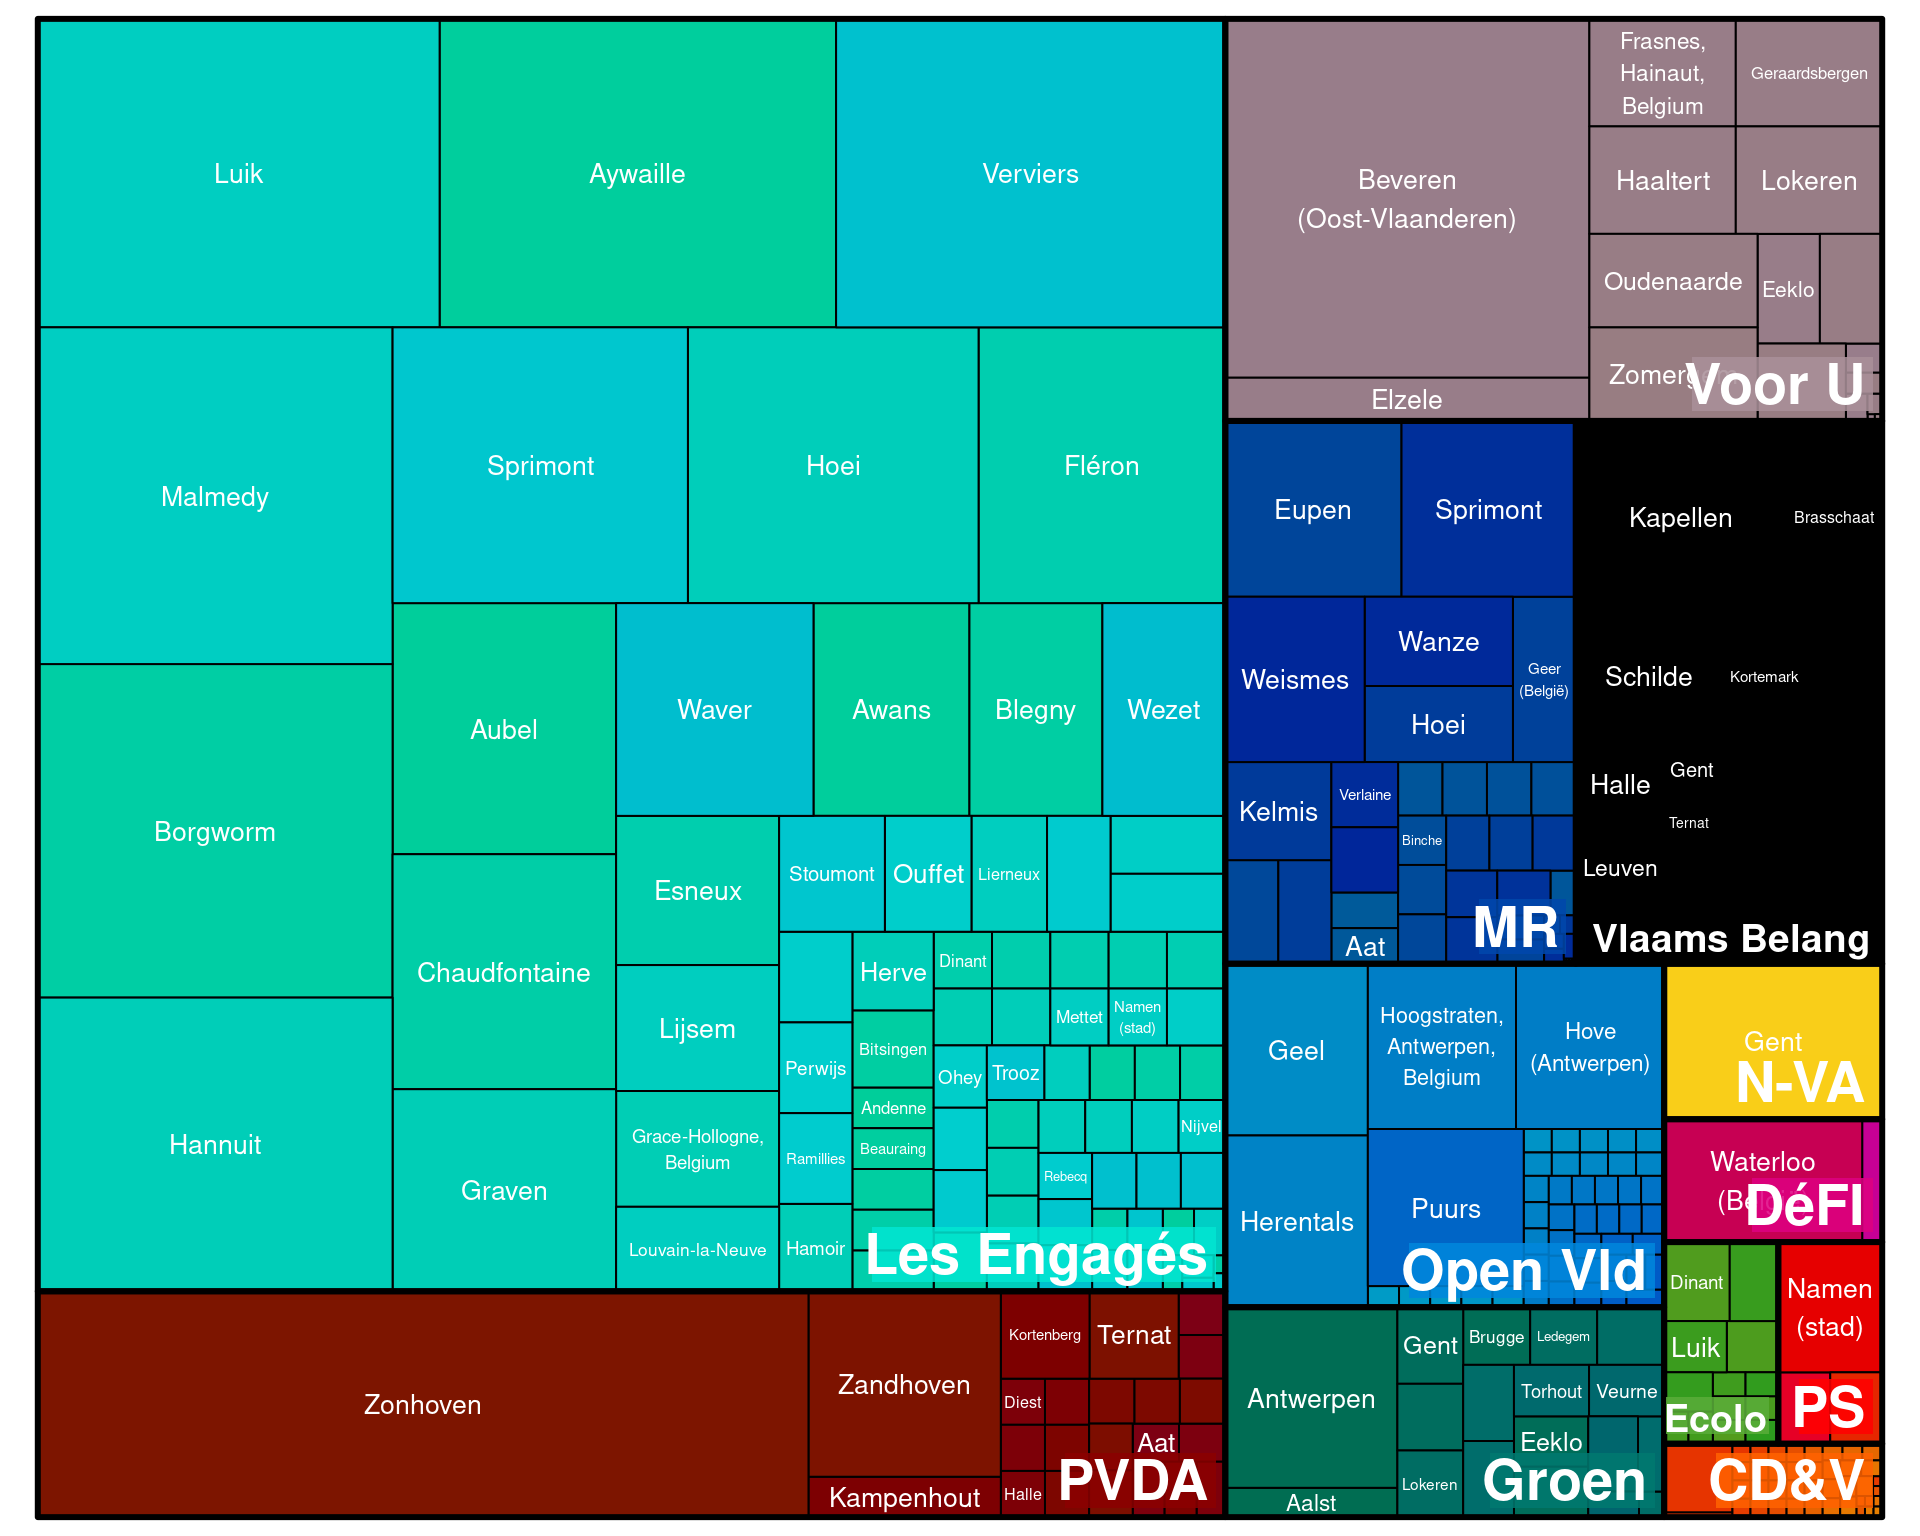 Luik
Aywaille
Verviers
Malmedy
Sprimont
Hoei
Fléron
Borgworm
Aubel
Waver
Awans
Blegny
Wezet
Hannuit
Chaudfontaine
Graven
Esneux
Stoumont
Ouffet
Lierneux
Lijsem
Herve
Dinant
Mettet
Namen
(stad)
Bitsingen
Perwijs
Ohey
Trooz
Andenne
Nijvel
Grace-Hollogne,
Belgium
Beauraing
Ramillies
Rebecq
Louvain-la-Neuve
Hamoir
Les Engagés
Zonhoven
Zandhoven
Kampenhout
Kortenberg
Ternat
Diest
Aat
Halle
PVDA
Beveren
(Oost-Vlaanderen)
Elzele
Frasnes,
Hainaut,
Belgium
Geraardsbergen
Haaltert
Lokeren
Oudenaarde
Eeklo
Voor U
Eupen
Sprimont
Weismes
Wanze
Hoei
Geer
(België)
Kelmis
Verlaine
Binche
Aat
MR
Kapellen
Brasschaat
Schilde
Kortemark
Halle
Gent
Ternat
Leuven
Vlaams Belang
Geel
Hoogstraten,
Antwerpen,
Belgium
Hove
(Antwerpen)
Herentals
Puurs
Open Vld
Gent
N-VA
Waterloo
DéFI
Dinant
Luik
Ecolo
Namen
(stad)
PS
Antwerpen
Aalst
Gent
Brugge
Ledegem
Torhout
Veurne
Eeklo
Lokeren
Groen
CD&V